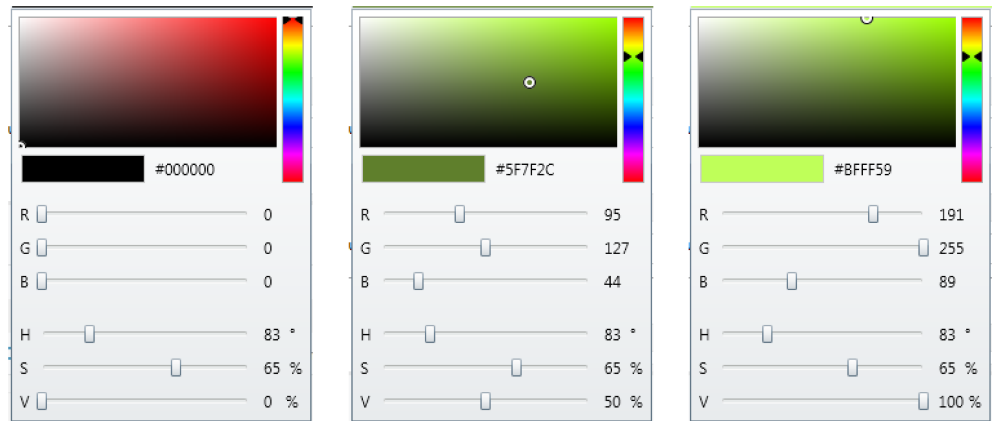 #000000
R 0
G 0
B 0
H 83 °
S 65 %
V 0 %
#5F7F2C
R 95
G 127
B 44
H 83 °
S 65 %
V 50 %
#BFFF59
R 191
G 255
B 89
H 83 °
S 65 %
V 100 %